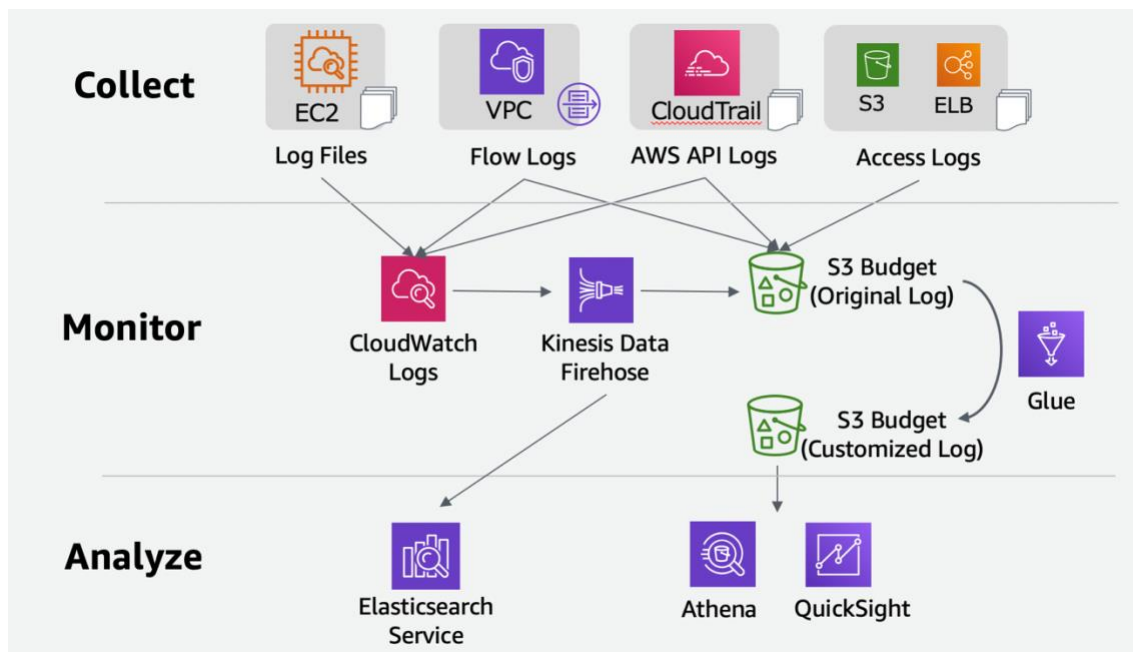 Collect
EC2
VPC
CloudTrail
S3
ELB
Log Files
Flow Logs
AWS API Logs
Access Logs
Monitor
CloudWatch
Logs
Kinesis Data
Firehose
S3 Budget
(Original Log)
Glue
S3 Budget
(Customized Log)
Analyze
Elasticsearch
Service
Athena
QuickSight